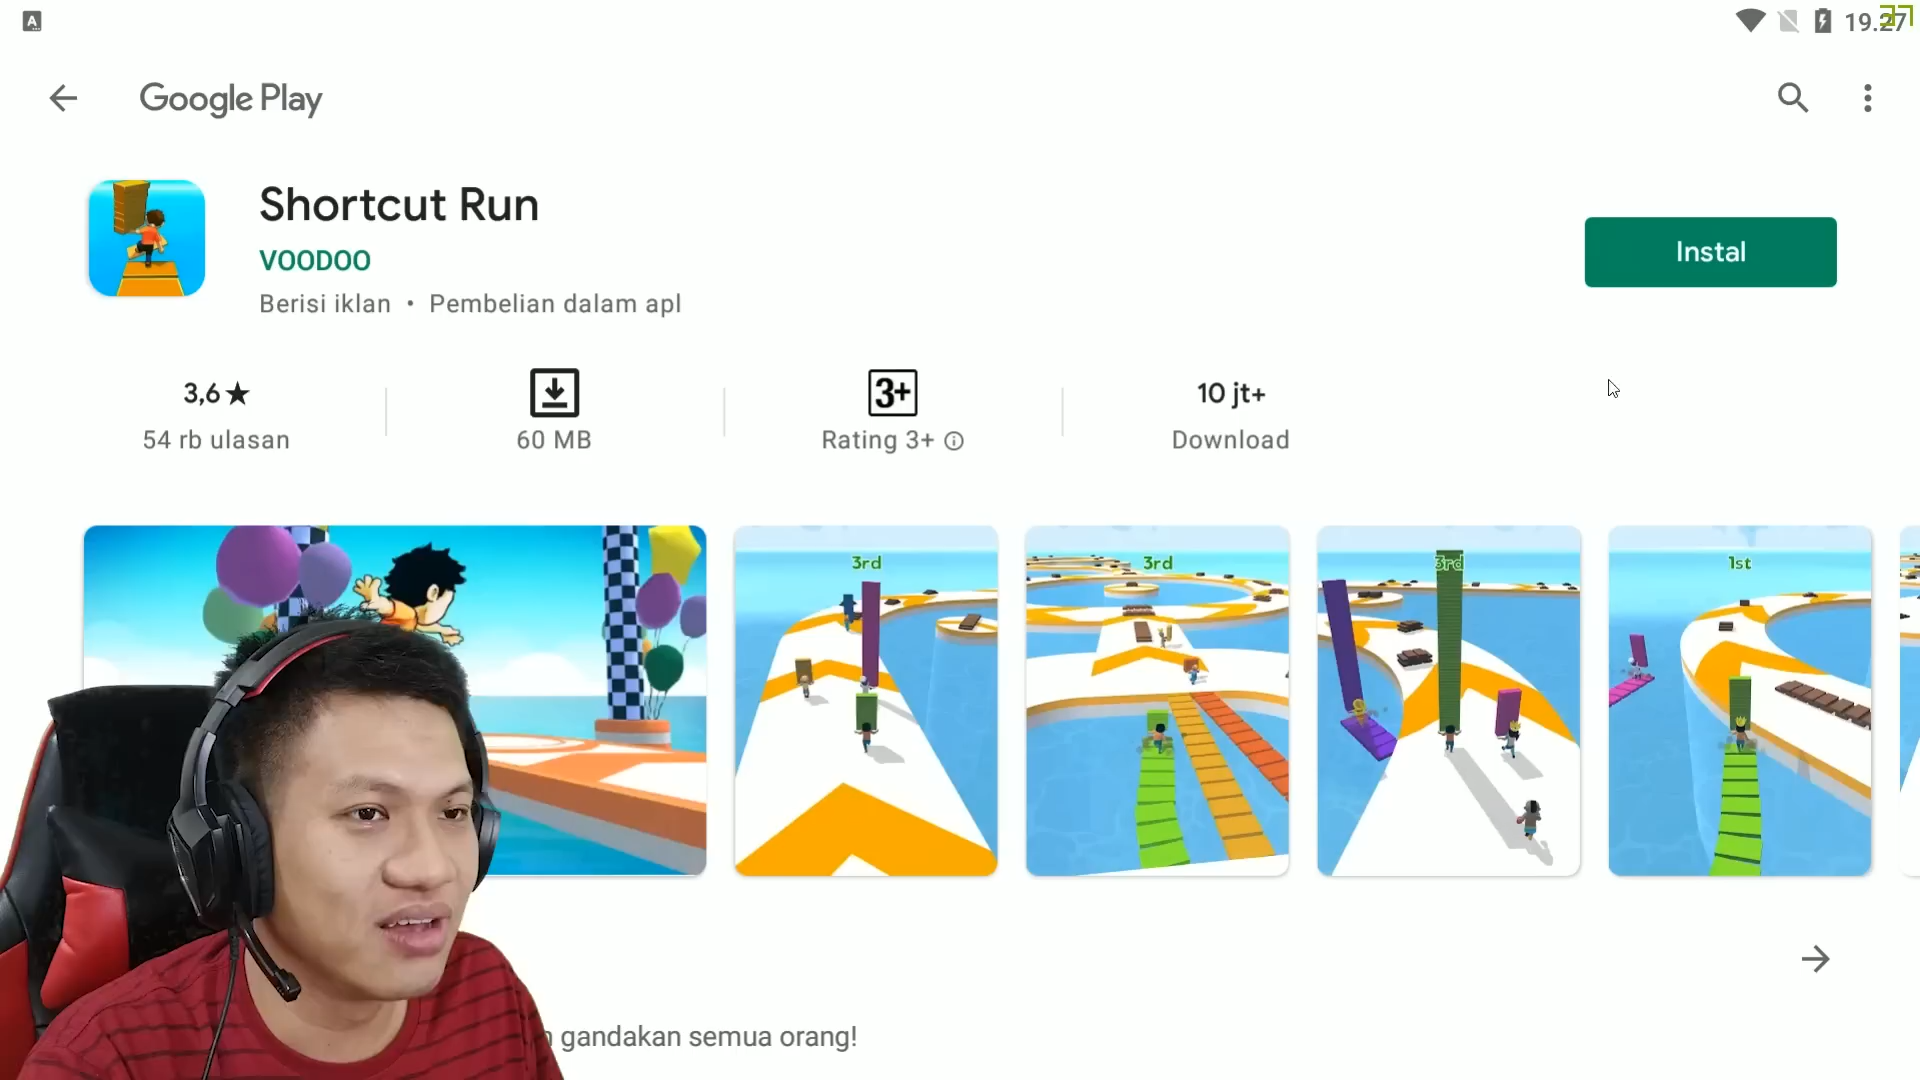 A
19.27
37
Google Play
Shortcut Run
VOODOO
Berisi iklan • Pembelian dalam apl
Instal
3,6★
54 rb ulasan
60 MB
3+
Rating 3+
10 jt+
Download
3rd
3rd
3rd
1st
gandakan semua orang!